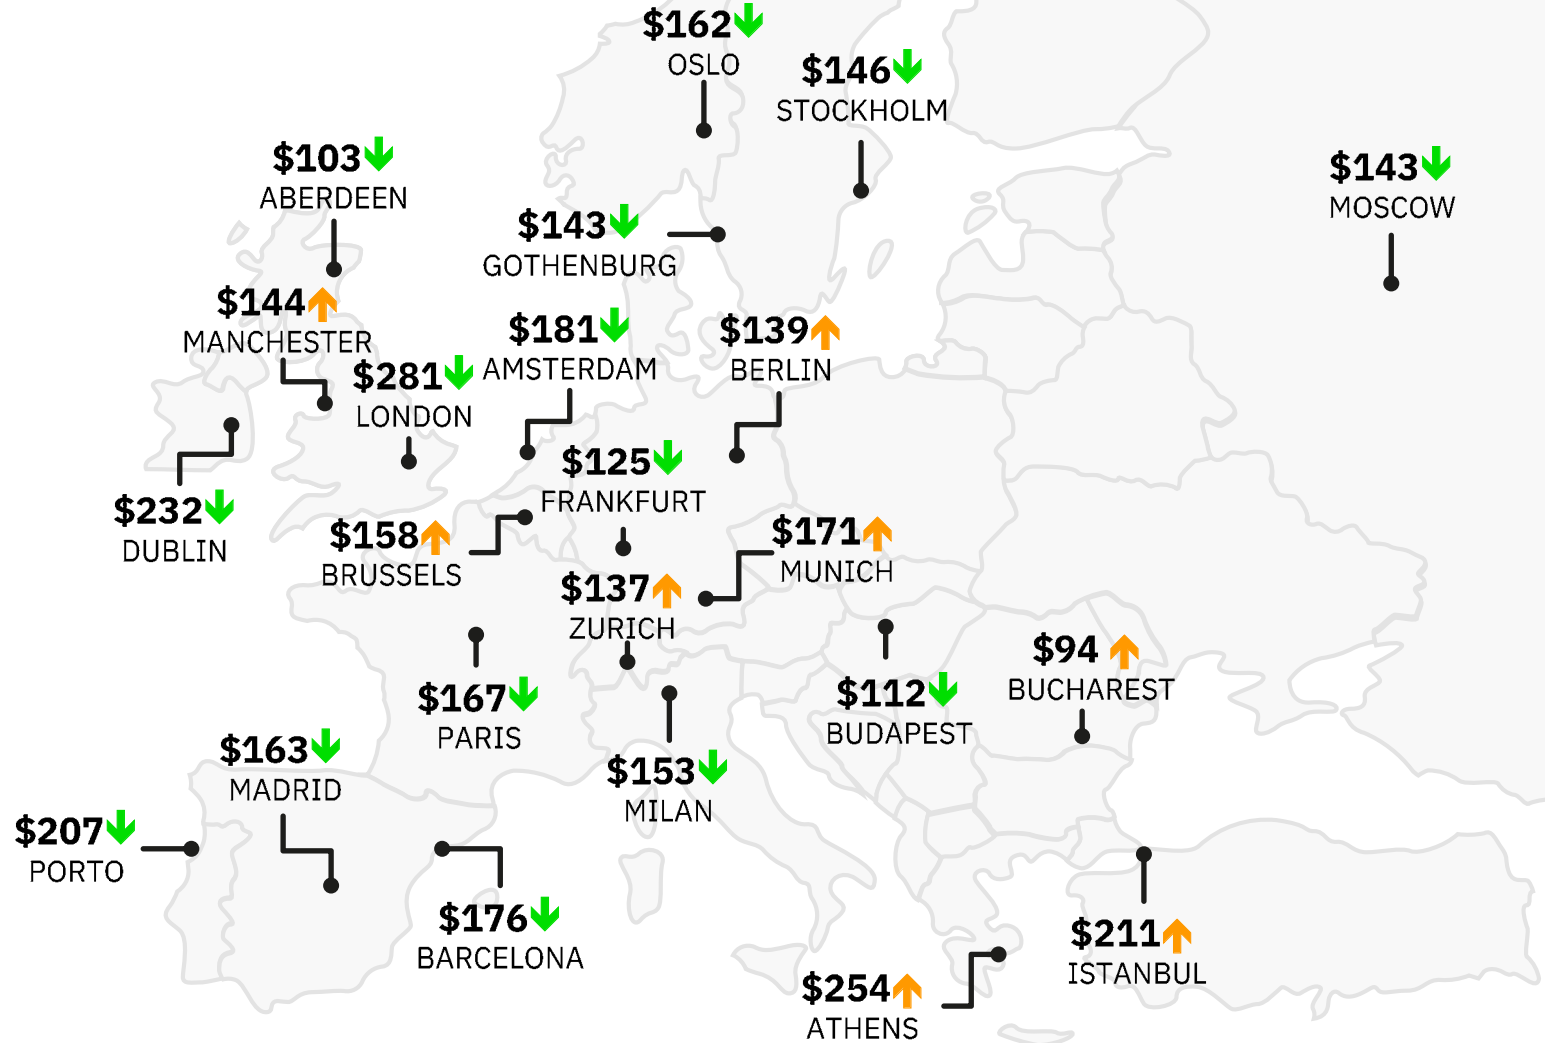 $162
OSLO
$146
STOCKHOLM
$103
ABERDEEN
$143
MOSCOW
$143
GOTHENBURG
$144
MANCHESTER
$181
AMSTERDAM
$139
BERLIN
$281
LONDON
$125
FRANKFURT
$232
DUBLIN
$158
BRUSSELS
$171
MUNICH
$137
ZURICH
$94
BUCHAREST
$167
PARIS
$112
BUDAPEST
$163
MADRID
$153
MILAN
$207
PORTO
$176
BARCELONA
$211
ISTANBUL
$254
ATHENS